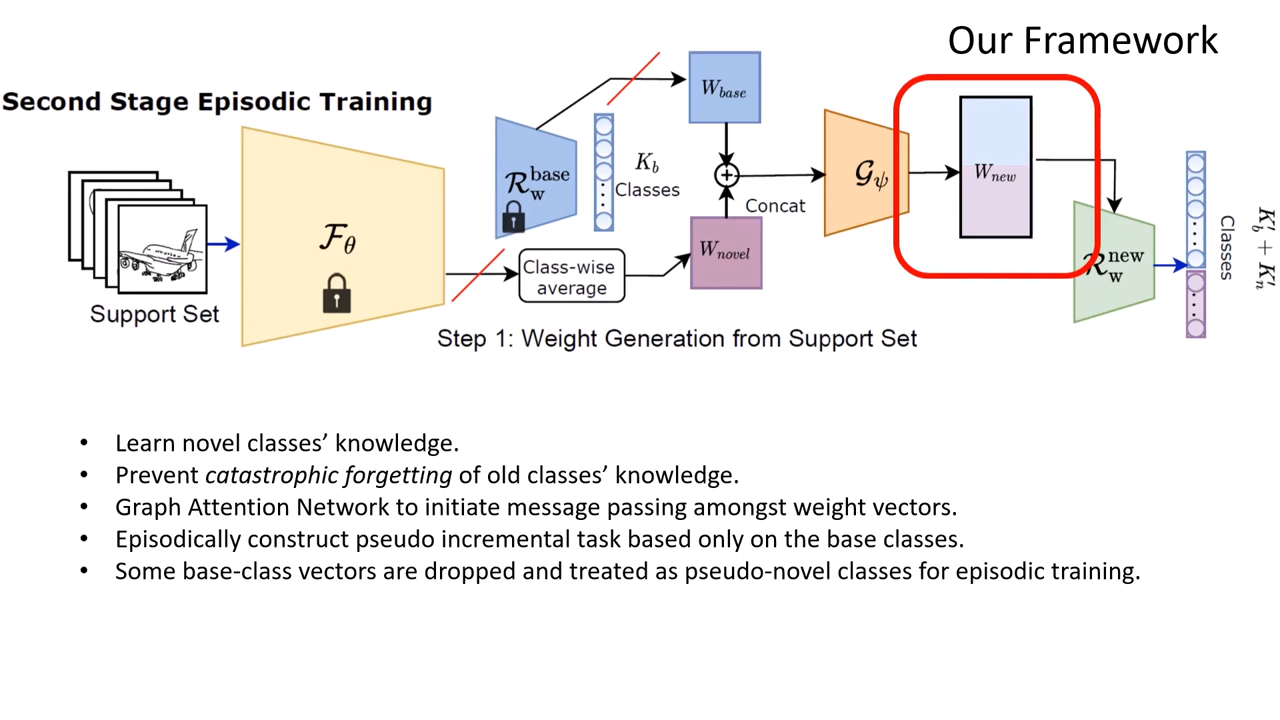 Our Framework
Second Stage Episodic Training
W_base
R_w^base
K_b
Classes
F_θ
G_ψ
W_new
Concat
W_novel
Class-wise
average
R_w^new
Classes
K'_b + K'_n
Support Set
Step 1: Weight Generation from Support Set
• Learn novel classes’ knowledge.
• Prevent catastrophic forgetting of old classes’ knowledge.
• Graph Attention Network to initiate message passing amongst weight vectors.
• Episodically construct pseudo incremental task based only on the base classes.
• Some base-class vectors are dropped and treated as pseudo-novel classes for episodic training.